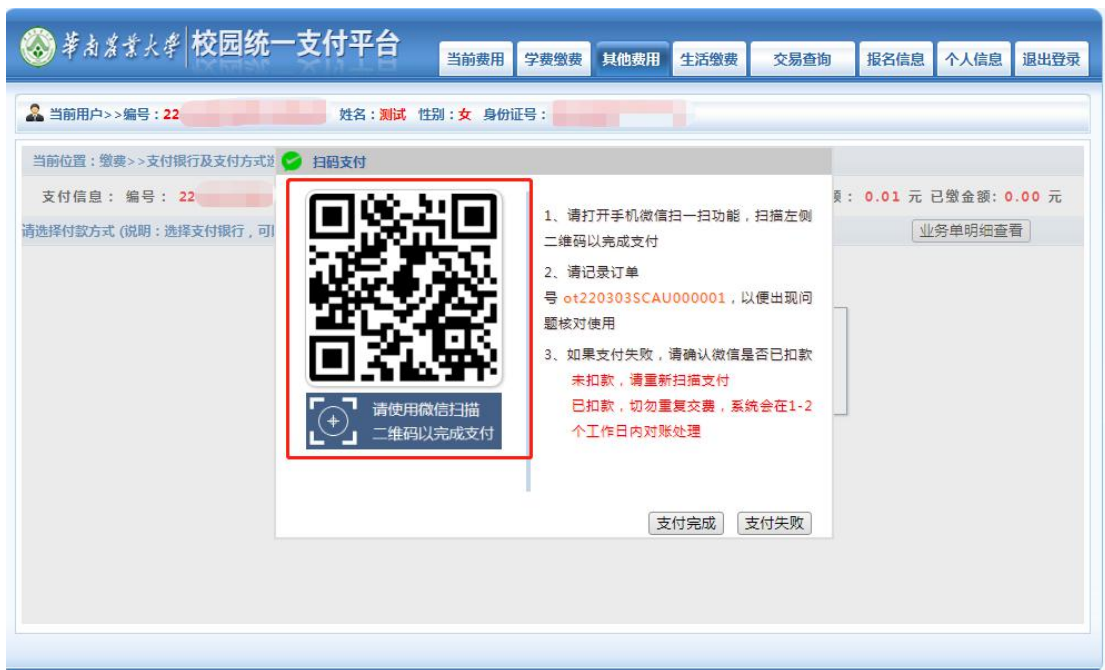 華南農業大學 校园统一支付平台
当前费用 学费缴费 其他费用 生活缴费 交易查询 报名信息 个人信息 退出登录
当前用户>>编号：22 姓名：测试 性别：女 身份证号：
当前位置：缴费>>支付银行及支付方式
扫码支付
支付信息： 编号： 22
： 0.01 元 已缴金额: 0.00 元
请选择付款方式 (说明：选择支付银行，可
业务单明细查看
1、请打开手机微信扫一扫功能，扫描左侧
二维码以完成支付
2、请记录订单
号 ot220303SCAU000001，以便出现问
题核对使用
3、如果支付失败，请确认微信是否已扣款
未扣款，请重新扫描支付
已扣款，切勿重复交费，系统会在1-2
个工作日内对账处理
请使用微信扫描
二维码以完成支付
支付完成 支付失败